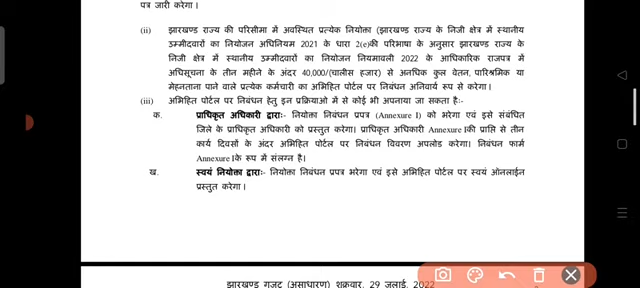 पत्र जारी करेगा।
(ii) झारखण्ड राज्य की परिसीमा में अवस्थित प्रत्येक नियोक्ता (झारखण्ड राज्य के निजी क्षेत्र में स्थानीय
उम्मीदवारों का नियोजन अधिनियम 2021 के धारा 2(e)की परिभाषा के अनुसार झारखण्ड राज्य के
निजी क्षेत्र में स्थानीय उम्मीदवारों का नियोजन नियमावली 2022 के आधिकारिक राजपत्र में
अधिसूचना के तीन महीने के अंदर 40,000/(चालीस हजार) से अनधिक कुल वेतन, पारिश्रमिक या
मेहनताना पाने वाले प्रत्येक कर्मचारी का अभिहित पोर्टल पर निबंधन अनिवार्य रूप से करेगा।
(iii) अभिहित पोर्टल पर निबंधन हेतु इन प्रक्रियाओ में से कोई भी अपनाया जा सकता है:-
क. प्राधिकृत अधिकारी द्वारा:- नियोक्ता निबंधन प्रपत्र (Annexure I) को भरेगा एवं इसे संबंधित
जिले के प्राधिकृत अधिकारी को प्रस्तुत करेगा। प्राधिकृत अधिकारी Annexure Iकी प्राप्ति से तीन
कार्य दिवसों के अंदर अभिहित पोर्टल पर निबंधन विवरण अपलोड करेगा। निबंधन फार्म
Annexure Iके रूप में संलग्न है।
ख. स्वयं नियोक्ता द्वारा:- नियोक्ता निबंधन प्रपत्र भरेगा एवं इसे अभिहित पोर्टल पर स्वयं ऑनलाईन
प्रस्तुत करेगा।
झारखण्ड गजट (असाधारण) शुक्रवार, 29 जुलाई, 2022